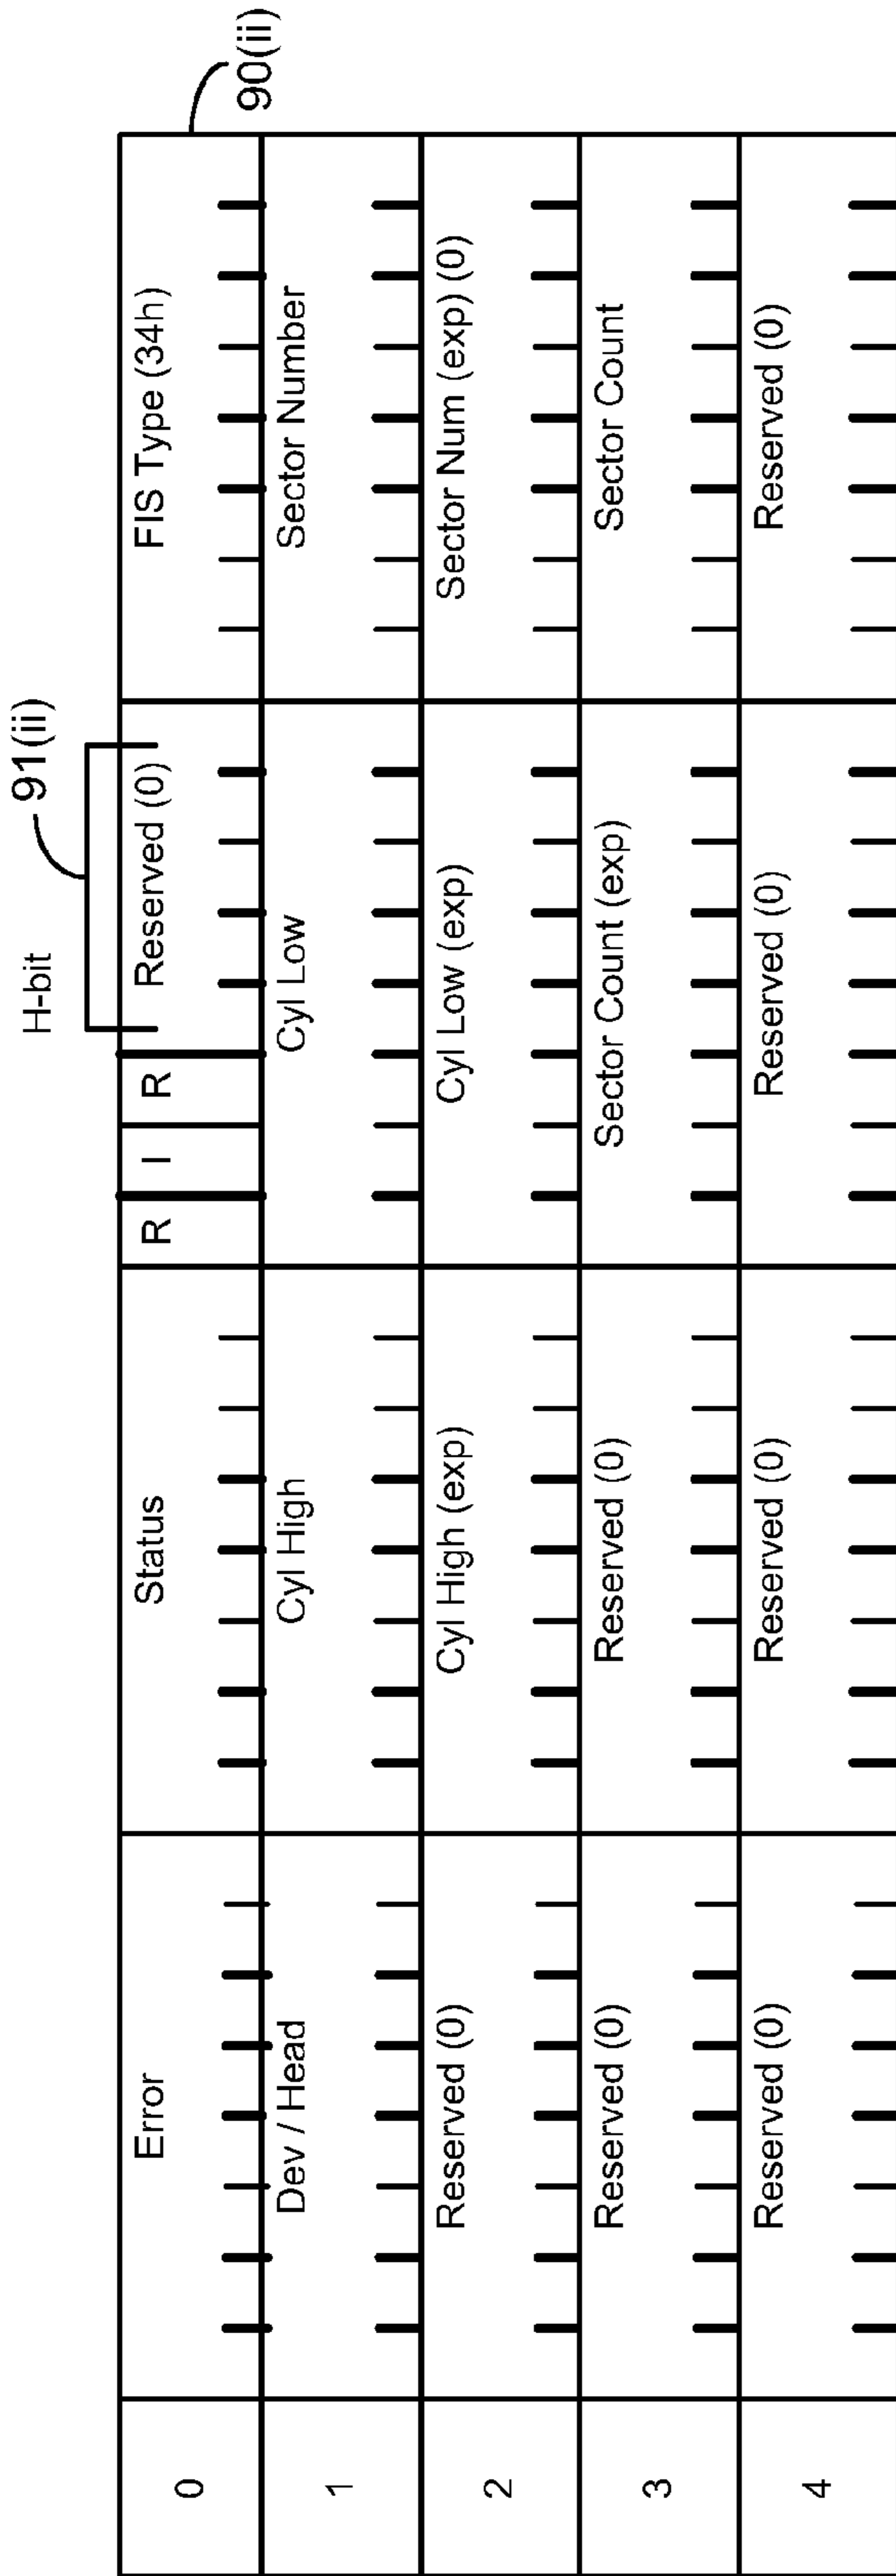 H-bit
91(ii)
90(ii)
0
Error
Status
R
I
R
Reserved (0)
FIS Type (34h)
1
Dev / Head
Cyl High
Cyl Low
Sector Number
2
Reserved (0)
Cyl High (exp)
Cyl Low (exp)
Sector Num (exp) (0)
3
Reserved (0)
Reserved (0)
Sector Count (exp)
Sector Count
4
Reserved (0)
Reserved (0)
Reserved (0)
Reserved (0)